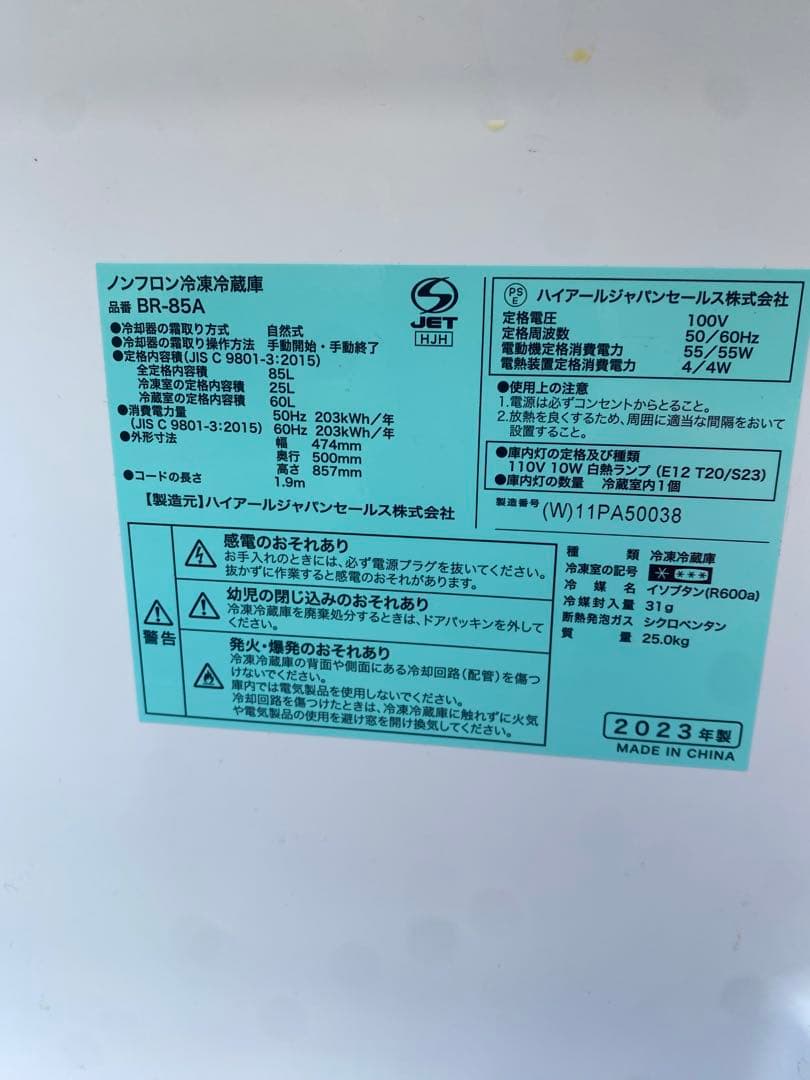 ノンフロン冷凍冷蔵庫
品番 BR-85A
●冷却器の霜取り方式 自然式
●冷却器の霜取り操作方法 手動開始・手動終了
●定格内容積(JIS C 9801-3:2015)
全定格内容積 85L
冷凍室の定格内容積 25L
冷蔵室の定格内容積 60L
●消費電力量 50Hz 203kWh/年
(JIS C 9801-3:2015) 60Hz 203kWh/年
●外形寸法 幅 474mm
奥行 500mm
高さ 857mm
●コードの長さ 1.9m
【製造元】ハイアールジャパンセールス株式会社
JET
HJH
PS
E
ハイアールジャパンセールス株式会社
定格電圧 100V
定格周波数 50/60Hz
電動機定格消費電力 55/55W
電熱装置定格消費電力 4/4W
●使用上の注意
1.電源は必ずコンセントからとること。
2.放熱を良くするため、周囲に適当な間隔をおいて
設置すること。
●庫内灯の定格及び種類
110V 10W 白熱ランプ (E12 T20/S23)
●庫内灯の数量 冷蔵室内1個
製造番号 (W)11PA50038
警告
感電のおそれあり
お手入れのときには、必ず電源プラグを抜いてください。
抜かずに作業すると感電のおそれがあります。
幼児の閉じ込みのおそれあり
冷凍冷蔵庫を廃棄処分するときは、ドアパッキンを外して
ください。
発火・爆発のおそれあり
冷凍冷蔵庫の背面や側面にある冷却回路(配管)を傷つ
けないでください。
庫内では電気製品を使用しないでください。
冷却回路を傷つけたときは、冷凍冷蔵庫に触れずに火気
や電気製品の使用を避け窓を開け換気してください。
種類 冷凍冷蔵庫
冷凍室の記号 * ***
冷媒名 イソブタン(R600a)
冷媒封入量 31g
断熱発泡ガス シクロペンタン
質量 25.0kg
2023年製
MADE IN CHINA